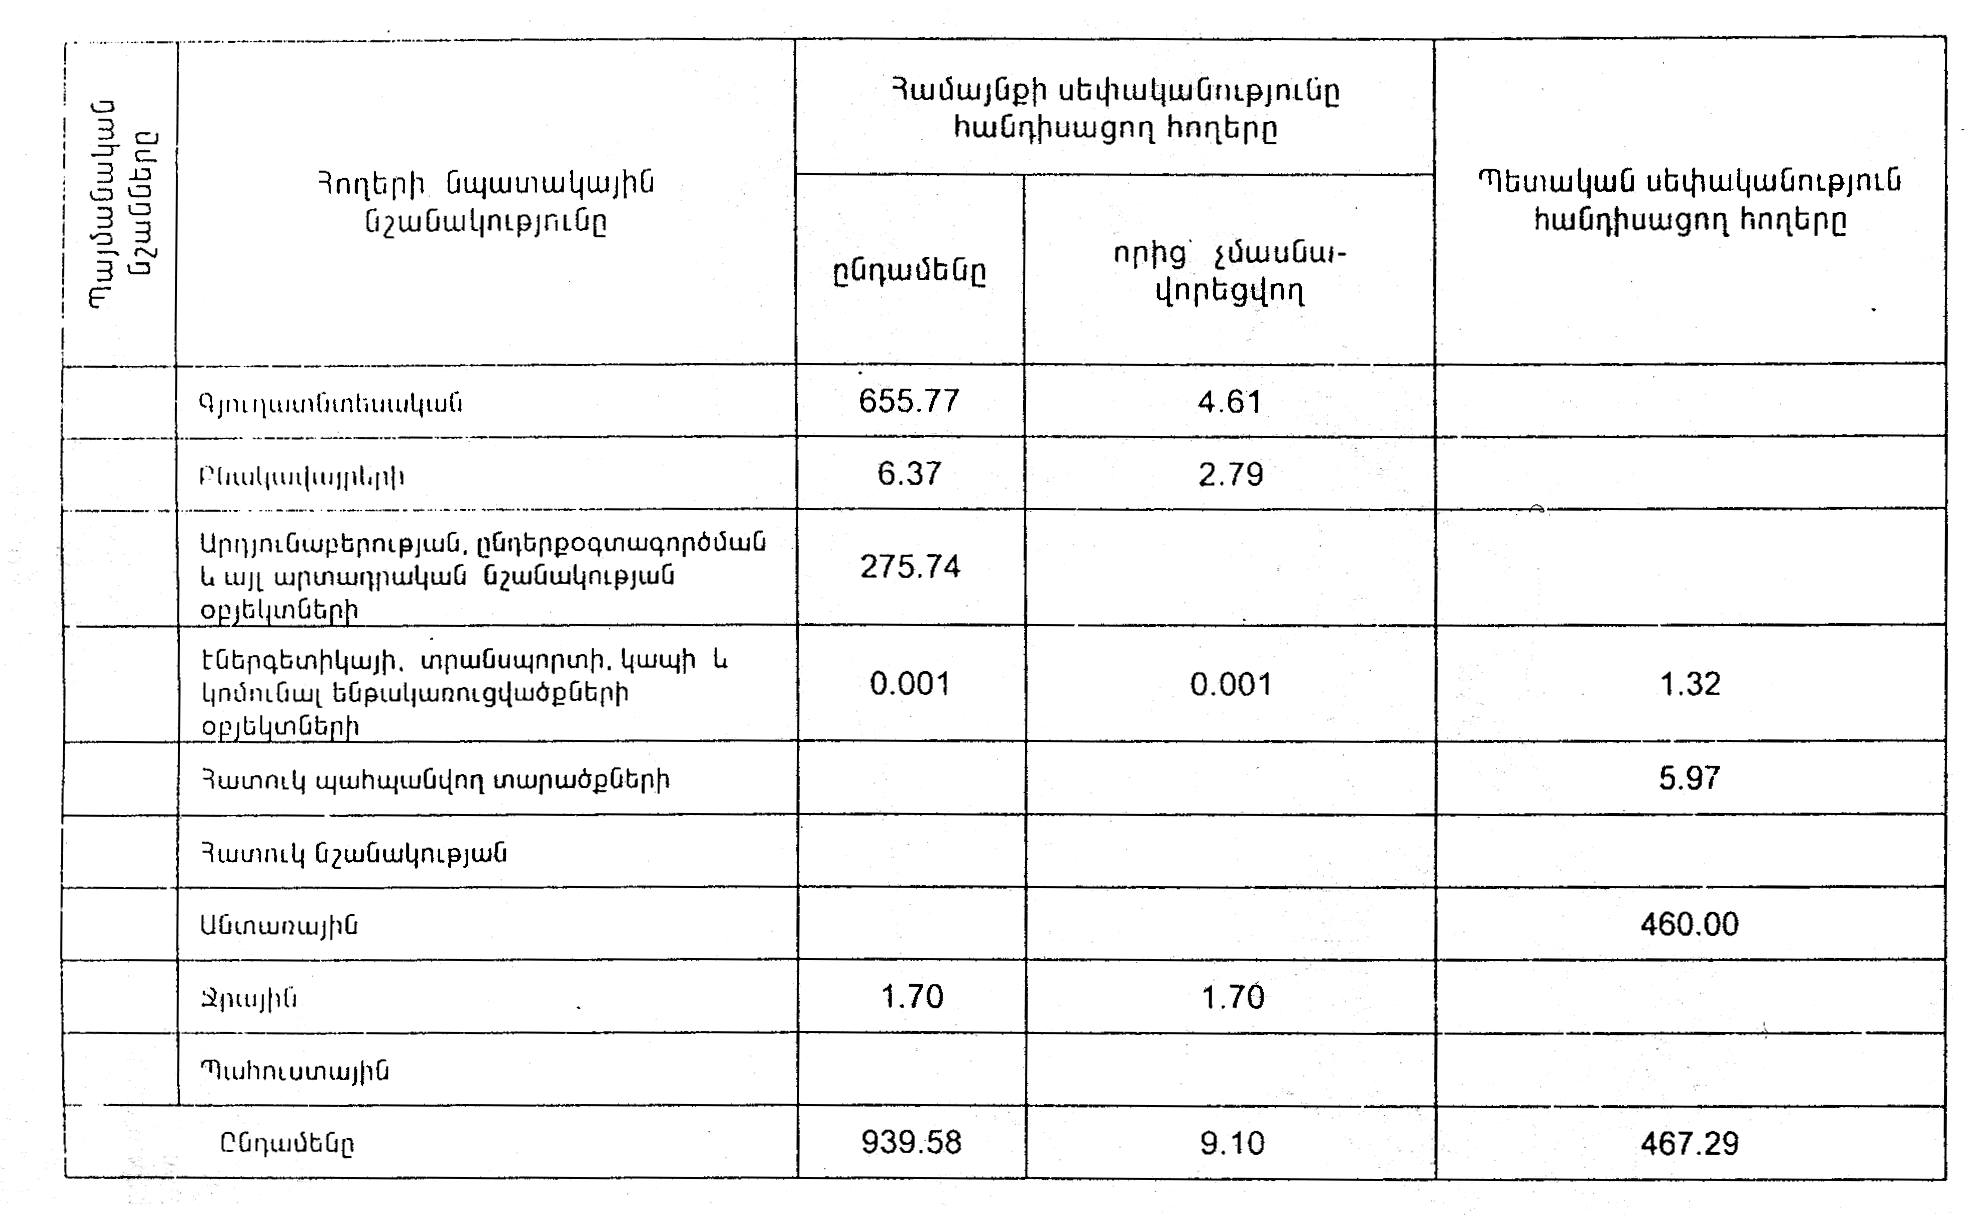 Պայմանական
նշանները
Հողերի նպատակային
նշանակությունը
Համայնքի սեփականությունը
հանդիսացող հողերը
ընդամենը
որից՝ չմասնա-
վորեցվող
Պետական սեփականություն
հանդիսացող հողերը
Գյուղատնտեսական 655.77 4.61
Բնակավայրերի 6.37 2.79
Արդյունաբերության, ընդերքօգտագործման
և այլ արտադրական նշանակության
օբյեկտների
275.74
Էներգետիկայի, տրանսպորտի, կապի և
կոմունալ ենթակառուցվածքների
օբյեկտների
0.001 0.001 1.32
Հատուկ պահպանվող տարածքների 5.97
Հատուկ նշանակության
Անտառային 460.00
Ջրային 1.70 1.70
Պահուստային
Ընդամենը 939.58 9.10 467.29